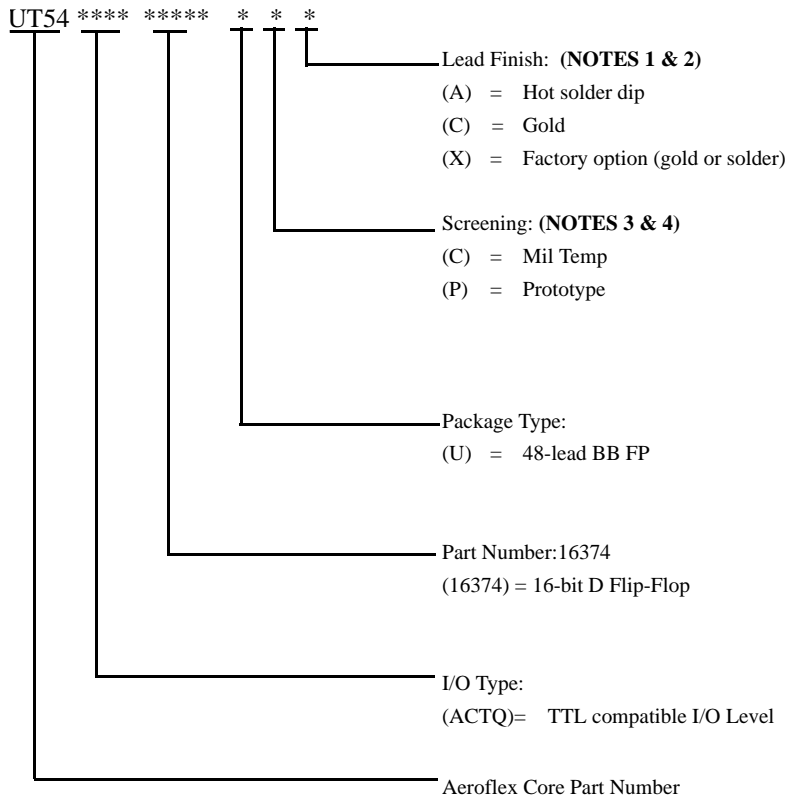 UT54 **** ***** * * *
Lead Finish: (NOTES 1 & 2)
(A) = Hot solder dip
(C) = Gold
(X) = Factory option (gold or solder)
Screening: (NOTES 3 & 4)
(C) = Mil Temp
(P) = Prototype
Package Type:
(U) = 48-lead BB FP
Part Number:16374
(16374) = 16-bit D Flip-Flop
I/O Type:
(ACTQ)= TTL compatible I/O Level
Aeroflex Core Part Number